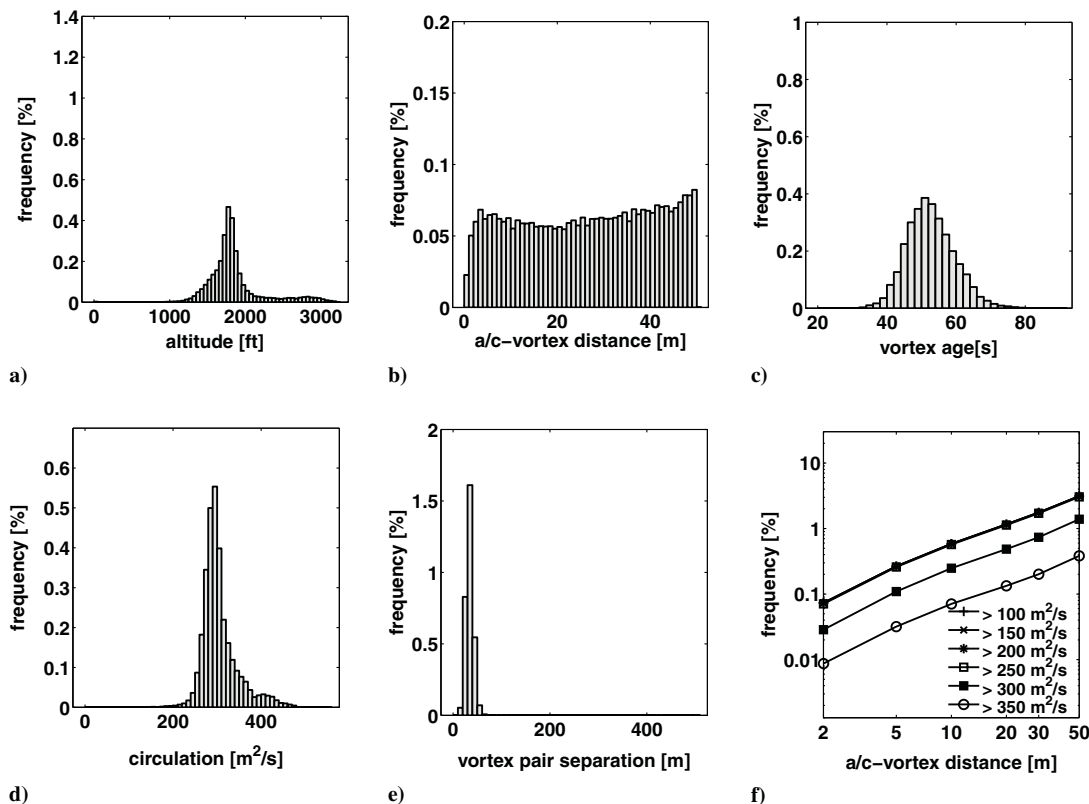 1.4
1.2
1
0.8
0.6
0.4
0.2
0
frequency [%]
0 1000 2000 3000
altitude [ft]
a)
0.2
0.15
0.1
0.05
0
frequency [%]
0 20 40
a/c−vortex distance [m]
b)
1
0.8
0.6
0.4
0.2
0
frequency [%]
20 40 60 80
vortex age[s]
c)
0.6
0.5
0.4
0.3
0.2
0.1
0
frequency [%]
0 200 400
circulation [m²/s]
d)
2
1.5
1
0.5
0
frequency [%]
0 200 400
vortex pair separation [m]
e)
10
1
0.1
0.01
frequency [%]
> 100 m²/s
> 150 m²/s
> 200 m²/s
> 250 m²/s
> 300 m²/s
> 350 m²/s
2 5 10 20 30 50
a/c−vortex distance [m]
f)